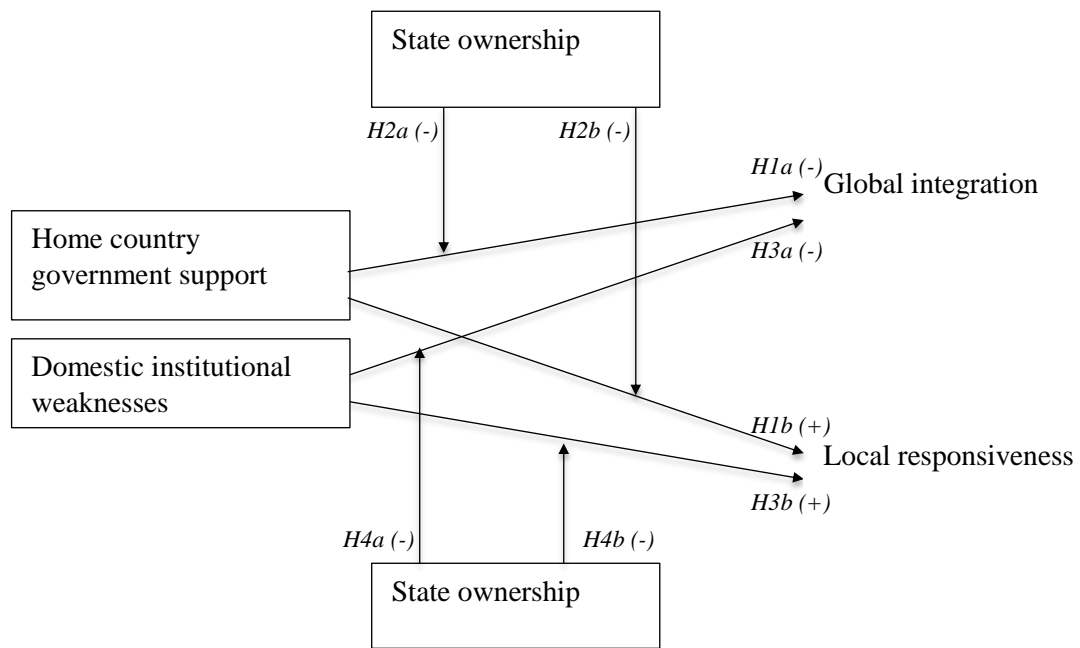 State ownership
H2a (-)
H2b (-)
H1a (-)
Global integration
Home country
government support
H3a (-)
Domestic institutional
weaknesses
H1b (+)
Local responsiveness
H3b (+)
H4a (-)
H4b (-)
State ownership